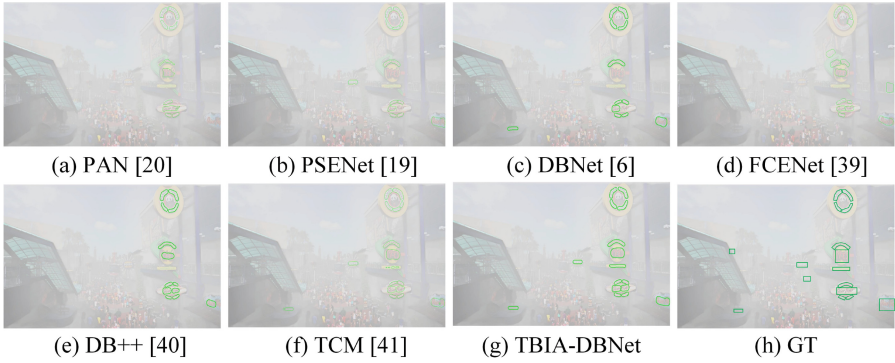 (a) PAN [20] (b) PSENet [19] (c) DBNet [6] (d) FCENet [39]
(e) DB++ [40] (f) TCM [41] (g) TBIA-DBNet (h) GT